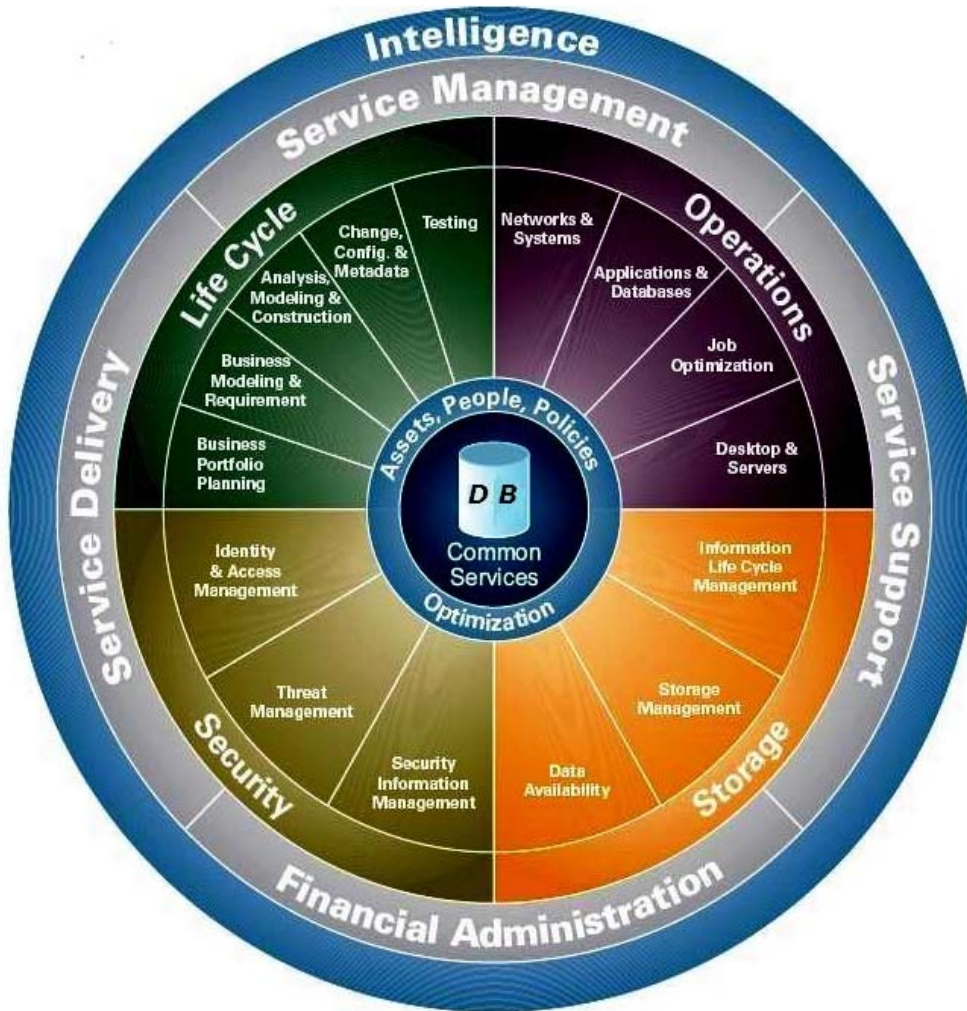 Intelligence
Service Management
Service Delivery
Service Support
Financial Administration
Life Cycle
Operations
Security
Storage
Testing
Change,
Config. &
Metadata
Analysis,
Modeling &
Construction
Business
Modeling &
Requirement
Business
Portfolio
Planning
Networks &
Systems
Applications &
Databases
Job
Optimization
Desktop &
Servers
Identity
& Access
Management
Threat
Management
Security
Information
Management
Information
Life Cycle
Management
Storage
Management
Data
Availability
Assets, People, Policies
D B
Common
Services
Optimization